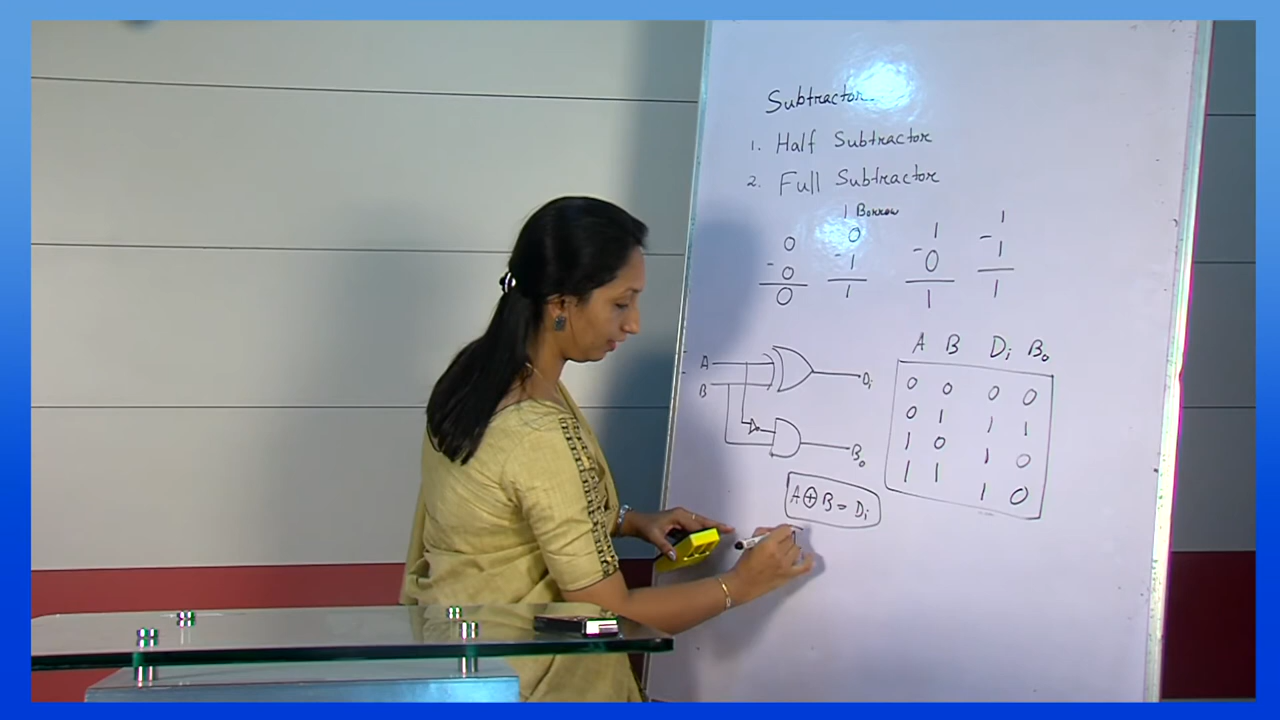 Subtractor
1. Half Subtractor
2. Full Subtractor
1 Borrow
0 0 1 1
- 0 - 1 - 0 - 1
0 1 1 1
A B Di Bo
0 0 0 0
0 1 1 1
1 0 1 0
1 1 1 0
A
B
Di
Bo
A ⊕ B = Di